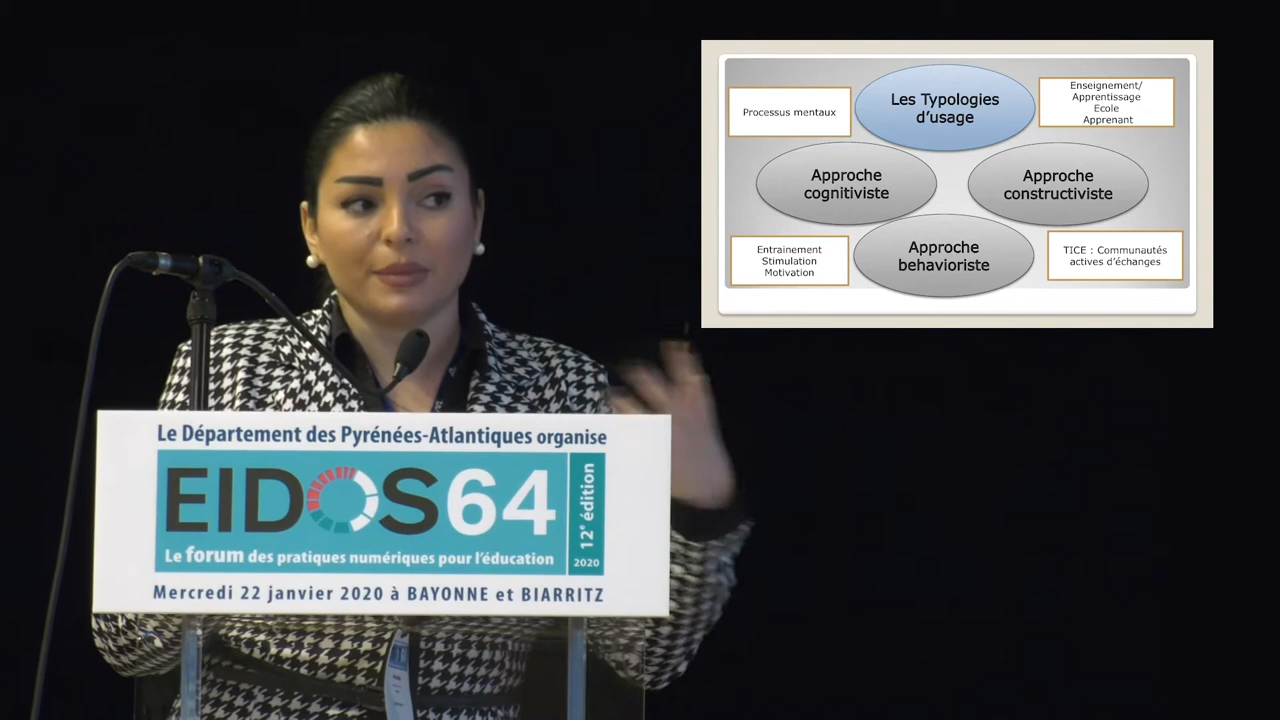 Processus mentaux
Les Typologies
d'usage
Enseignement/
Apprentissage
Ecole
Apprenant
Approche
cognitiviste
Approche
constructiviste
Entrainement
Stimulation
Motivation
Approche
behavioriste
TICE : Communautés
actives d'échanges
Le Département des Pyrénées-Atlantiques organise
EIDOS64
Le forum des pratiques numériques pour l'éducation
12e édition
2020
Mercredi 22 janvier 2020 à BAYONNE et BIARRITZ